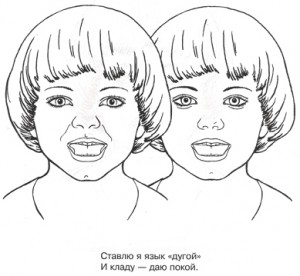 Ставлю я язык «дугой»
И кладу — даю покой.